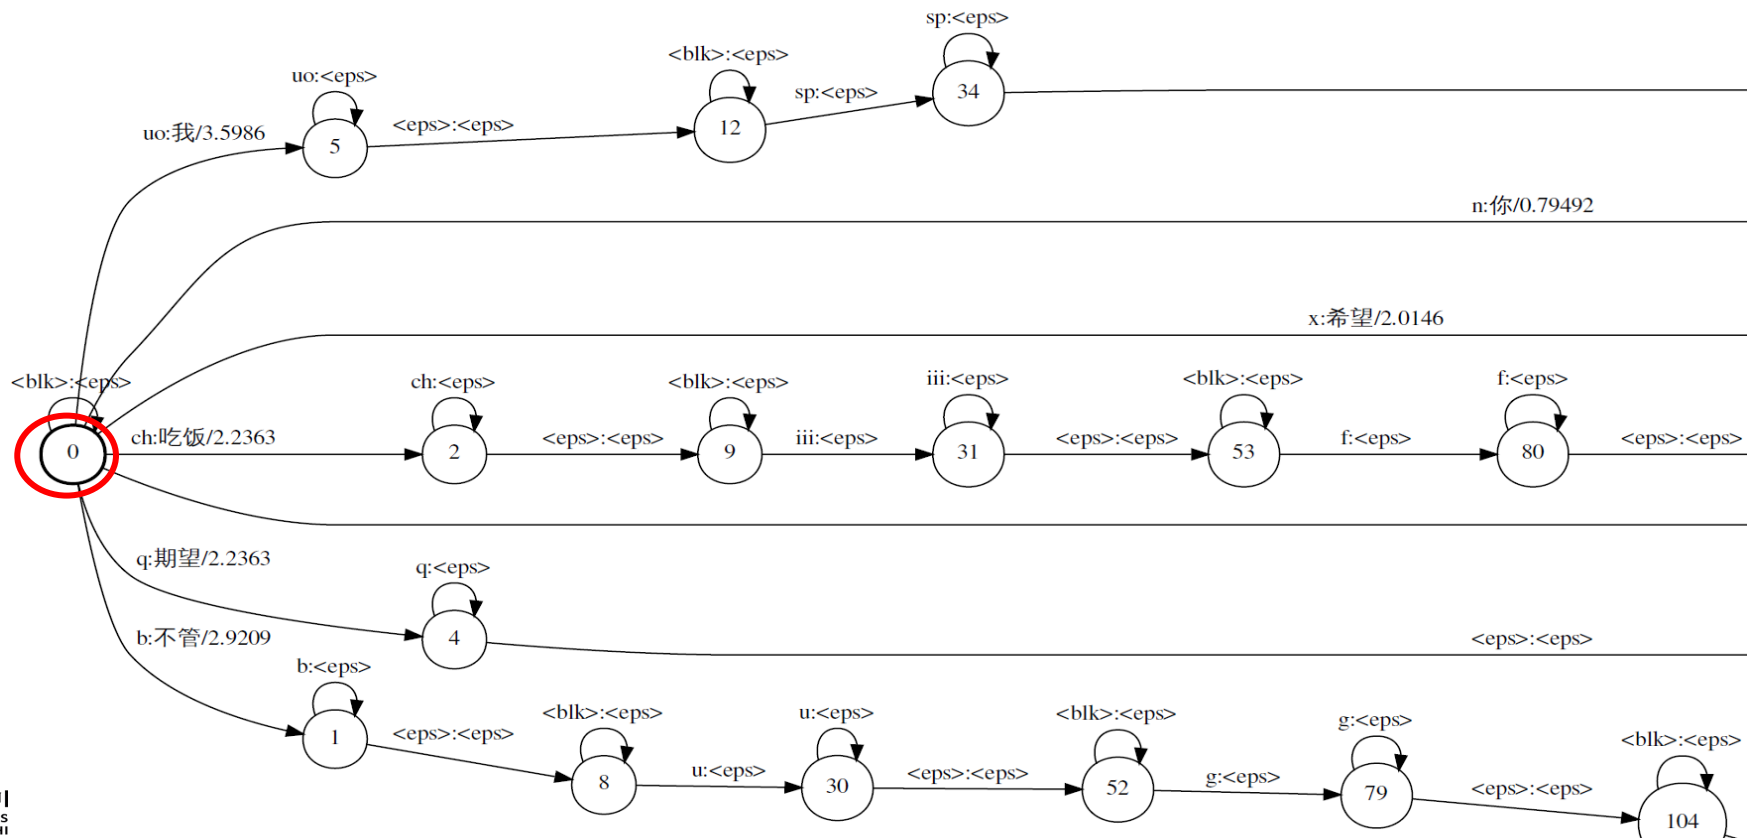 sp:<eps>
<blk>:<eps>
uo:<eps>
34
sp:<eps>
uo:我/3.5986
<eps>:<eps>
12
5
n:你/0.79492
x:希望/2.0146
<blk>:<eps>
ch:<eps>
<blk>:<eps>
iii:<eps>
<blk>:<eps>
f:<eps>
0
ch:吃饭/2.2363
2
<eps>:<eps>
9
iii:<eps>
31
<eps>:<eps>
53
f:<eps>
80
<eps>:<eps>
q:期望/2.2363
q:<eps>
4
<eps>:<eps>
b:不管/2.9209
b:<eps>
1
<eps>:<eps>
<blk>:<eps>
8
u:<eps>
u:<eps>
30
<eps>:<eps>
<blk>:<eps>
52
g:<eps>
g:<eps>
79
<eps>:<eps>
<blk>:<eps>
104